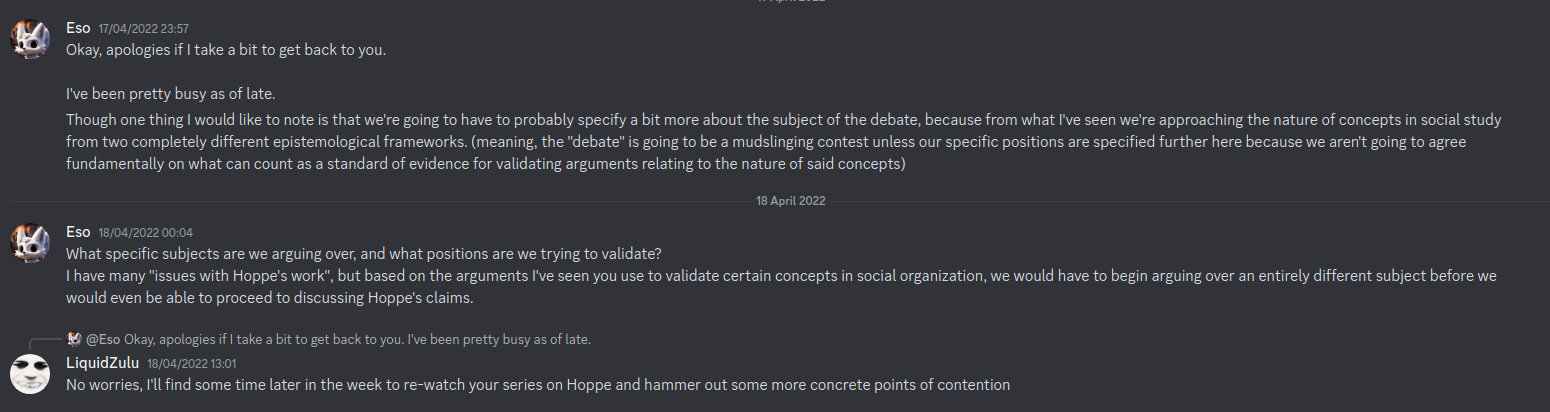 Eso 17/04/2022 23:57
Okay, apologies if I take a bit to get back to you.
I've been pretty busy as of late.
Though one thing I would like to note is that we're going to have to probably specify a bit more about the subject of the debate, because from what I've seen we're approaching the nature of concepts in social study
from two completely different epistemological frameworks. (meaning, the "debate" is going to be a mudslinging contest unless our specific positions are specified further here because we aren't going to agree
fundamentally on what can count as a standard of evidence for validating arguments relating to the nature of said concepts)
18 April 2022
Eso 18/04/2022 00:04
What specific subjects are we arguing over, and what positions are we trying to validate?
I have many "issues with Hoppe's work", but based on the arguments I've seen you use to validate certain concepts in social organization, we would have to begin arguing over an entirely different subject before we
would even be able to proceed to discussing Hoppe's claims.
@Eso Okay, apologies if I take a bit to get back to you. I've been pretty busy as of late.
LiquidZulu 18/04/2022 13:01
No worries, I'll find some time later in the week to re-watch your series on Hoppe and hammer out some more concrete points of contention